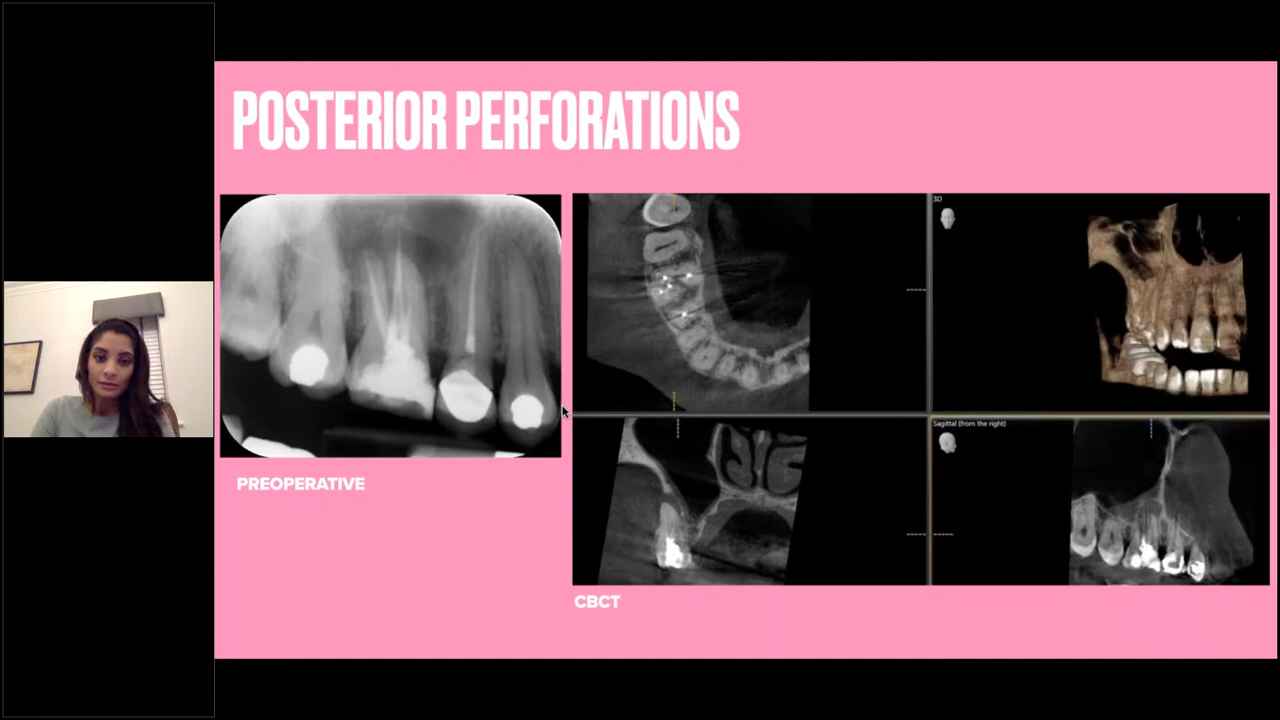 POSTERIOR PERFORATIONS
3D
Sagittal (from the right)
PREOPERATIVE
CBCT